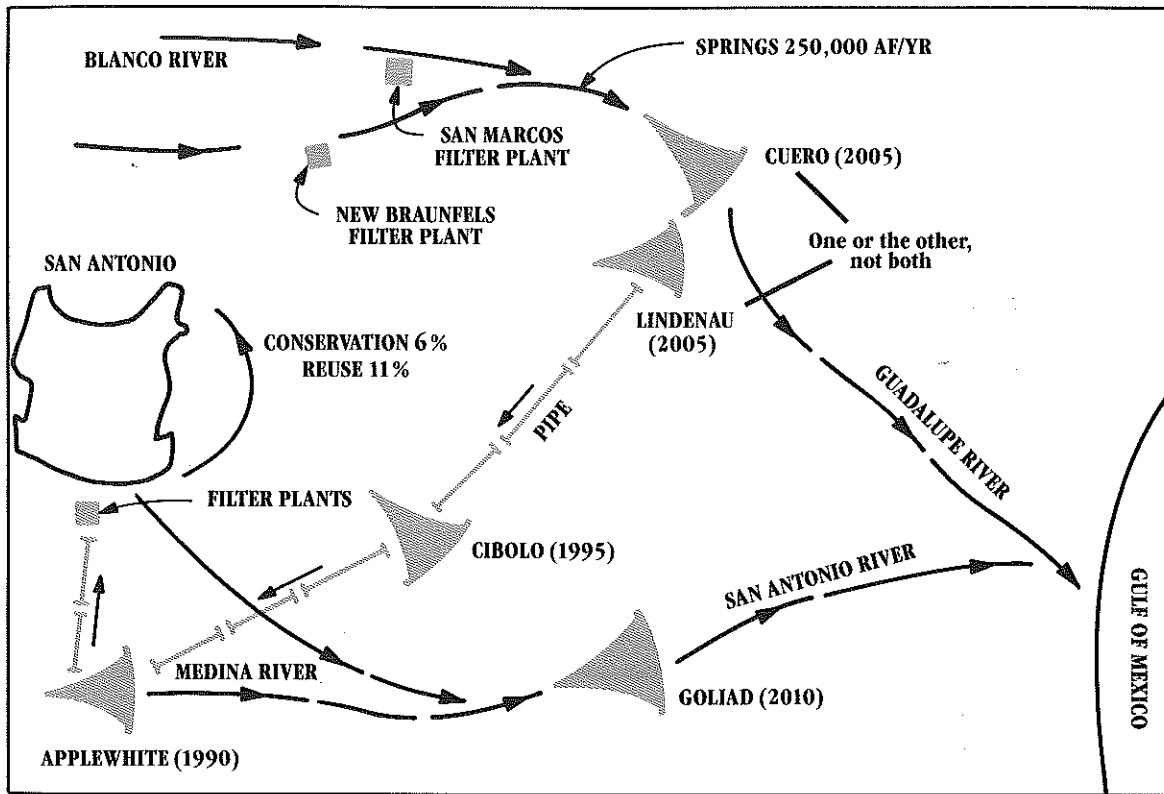 BLANCO RIVER
SPRINGS 250,000 AF/YR
SAN MARCOS
FILTER PLANT
CUERO (2005)
NEW BRAUNFELS
FILTER PLANT
One or the other,
not both
SAN ANTONIO
LINDENAU
(2005)
CONSERVATION 6%
REUSE 11%
PIPE
GUADALUPE RIVER
FILTER PLANTS
CIBOLO (1995)
SAN ANTONIO RIVER
GULF OF MEXICO
MEDINA RIVER
GOLIAD (2010)
APPLEWHITE (1990)